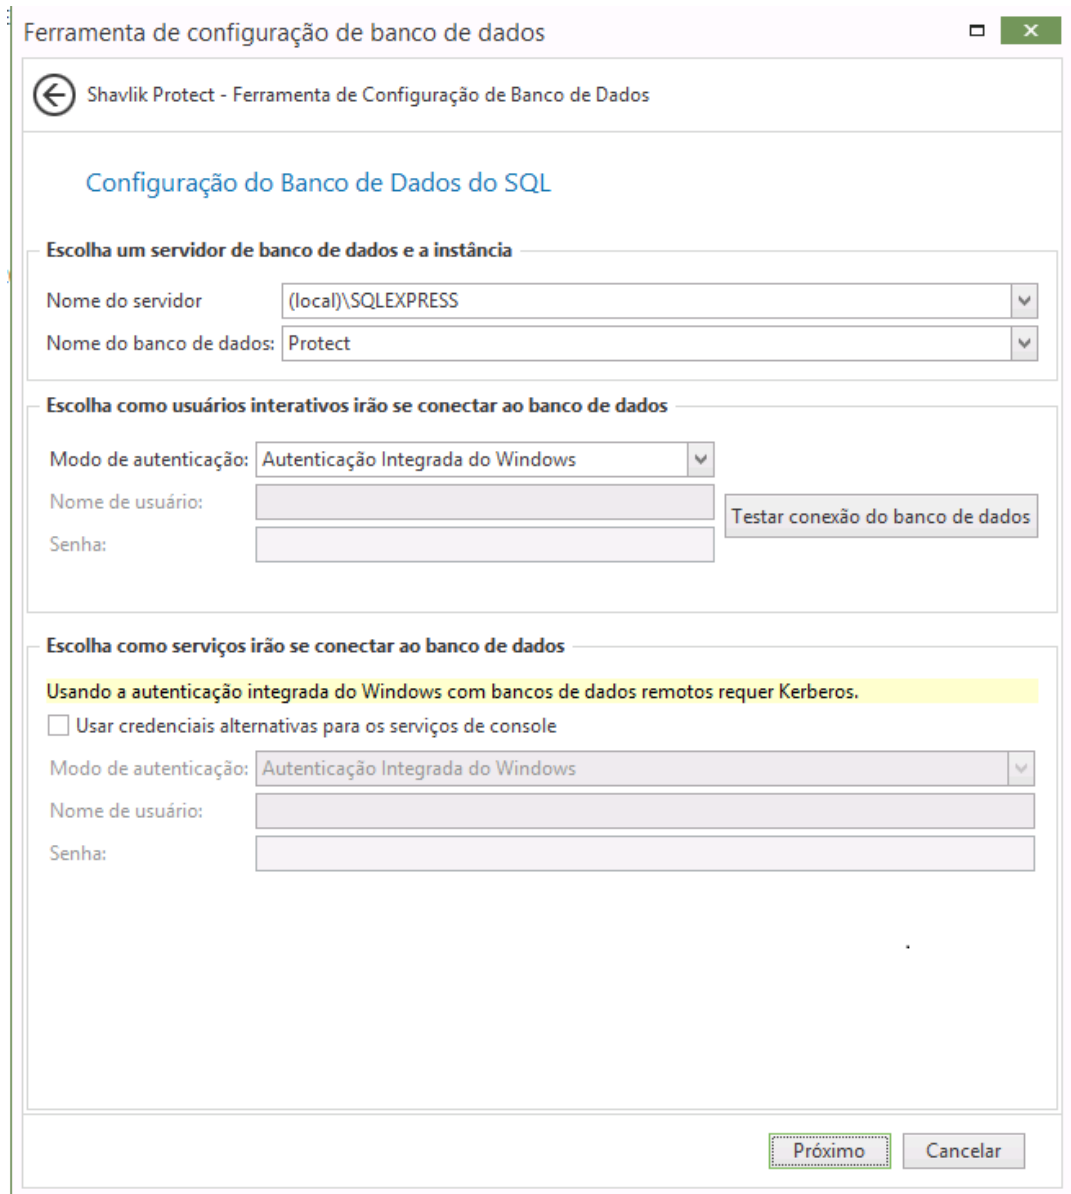 Ferramenta de configuração de banco de dados
Shavlik Protect - Ferramenta de Configuração de Banco de Dados
Configuração do Banco de Dados do SQL
Escolha um servidor de banco de dados e a instância
Nome do servidor (local)\SQLEXPRESS
Nome do banco de dados: Protect
Escolha como usuários interativos irão se conectar ao banco de dados
Modo de autenticação: Autenticação Integrada do Windows
Nome de usuário:
Testar conexão do banco de dados
Senha:
Escolha como serviços irão se conectar ao banco de dados
Usando a autenticação integrada do Windows com bancos de dados remotos requer Kerberos.
Usar credenciais alternativas para os serviços de console
Modo de autenticação: Autenticação Integrada do Windows
Nome de usuário:
Senha:
Próximo Cancelar